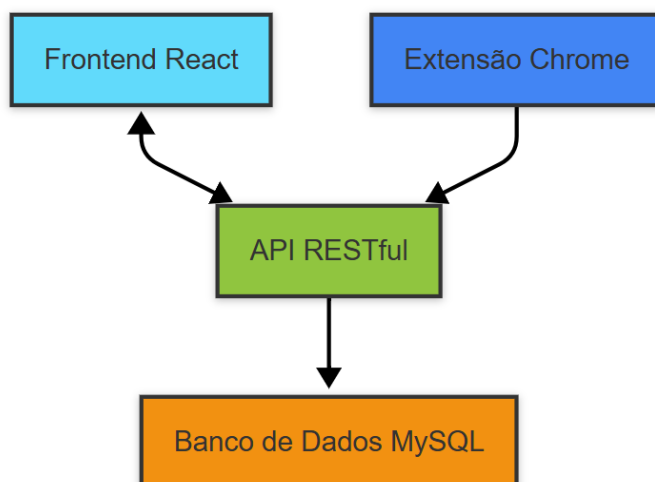 Frontend React
Extensão Chrome
API RESTful
Banco de Dados MySQL